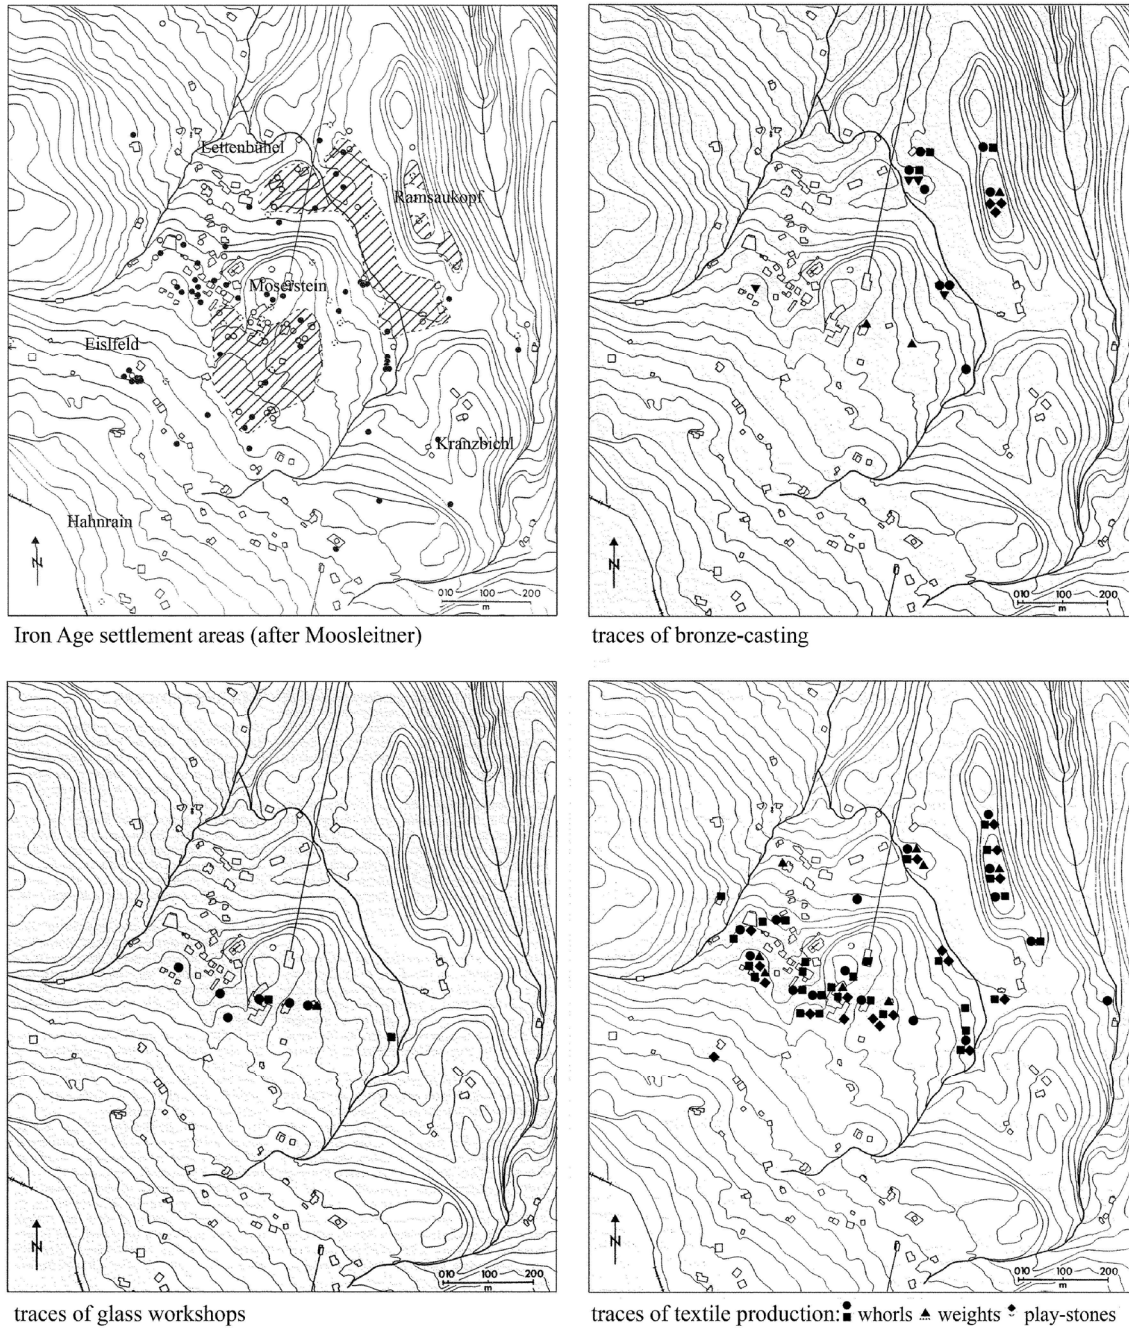 Lettenbühel
Ramsaukopf
Moserstein
Eislfeld
Kranzbichl
Hahnrain
N
0 10 100 200
m
Iron Age settlement areas (after Moosleitner)
N
0 10 100 200
m
traces of bronze-casting
N
0 10 100 200
m
traces of glass workshops
N
0 10 100 200
m
traces of textile production: whorls weights play-stones